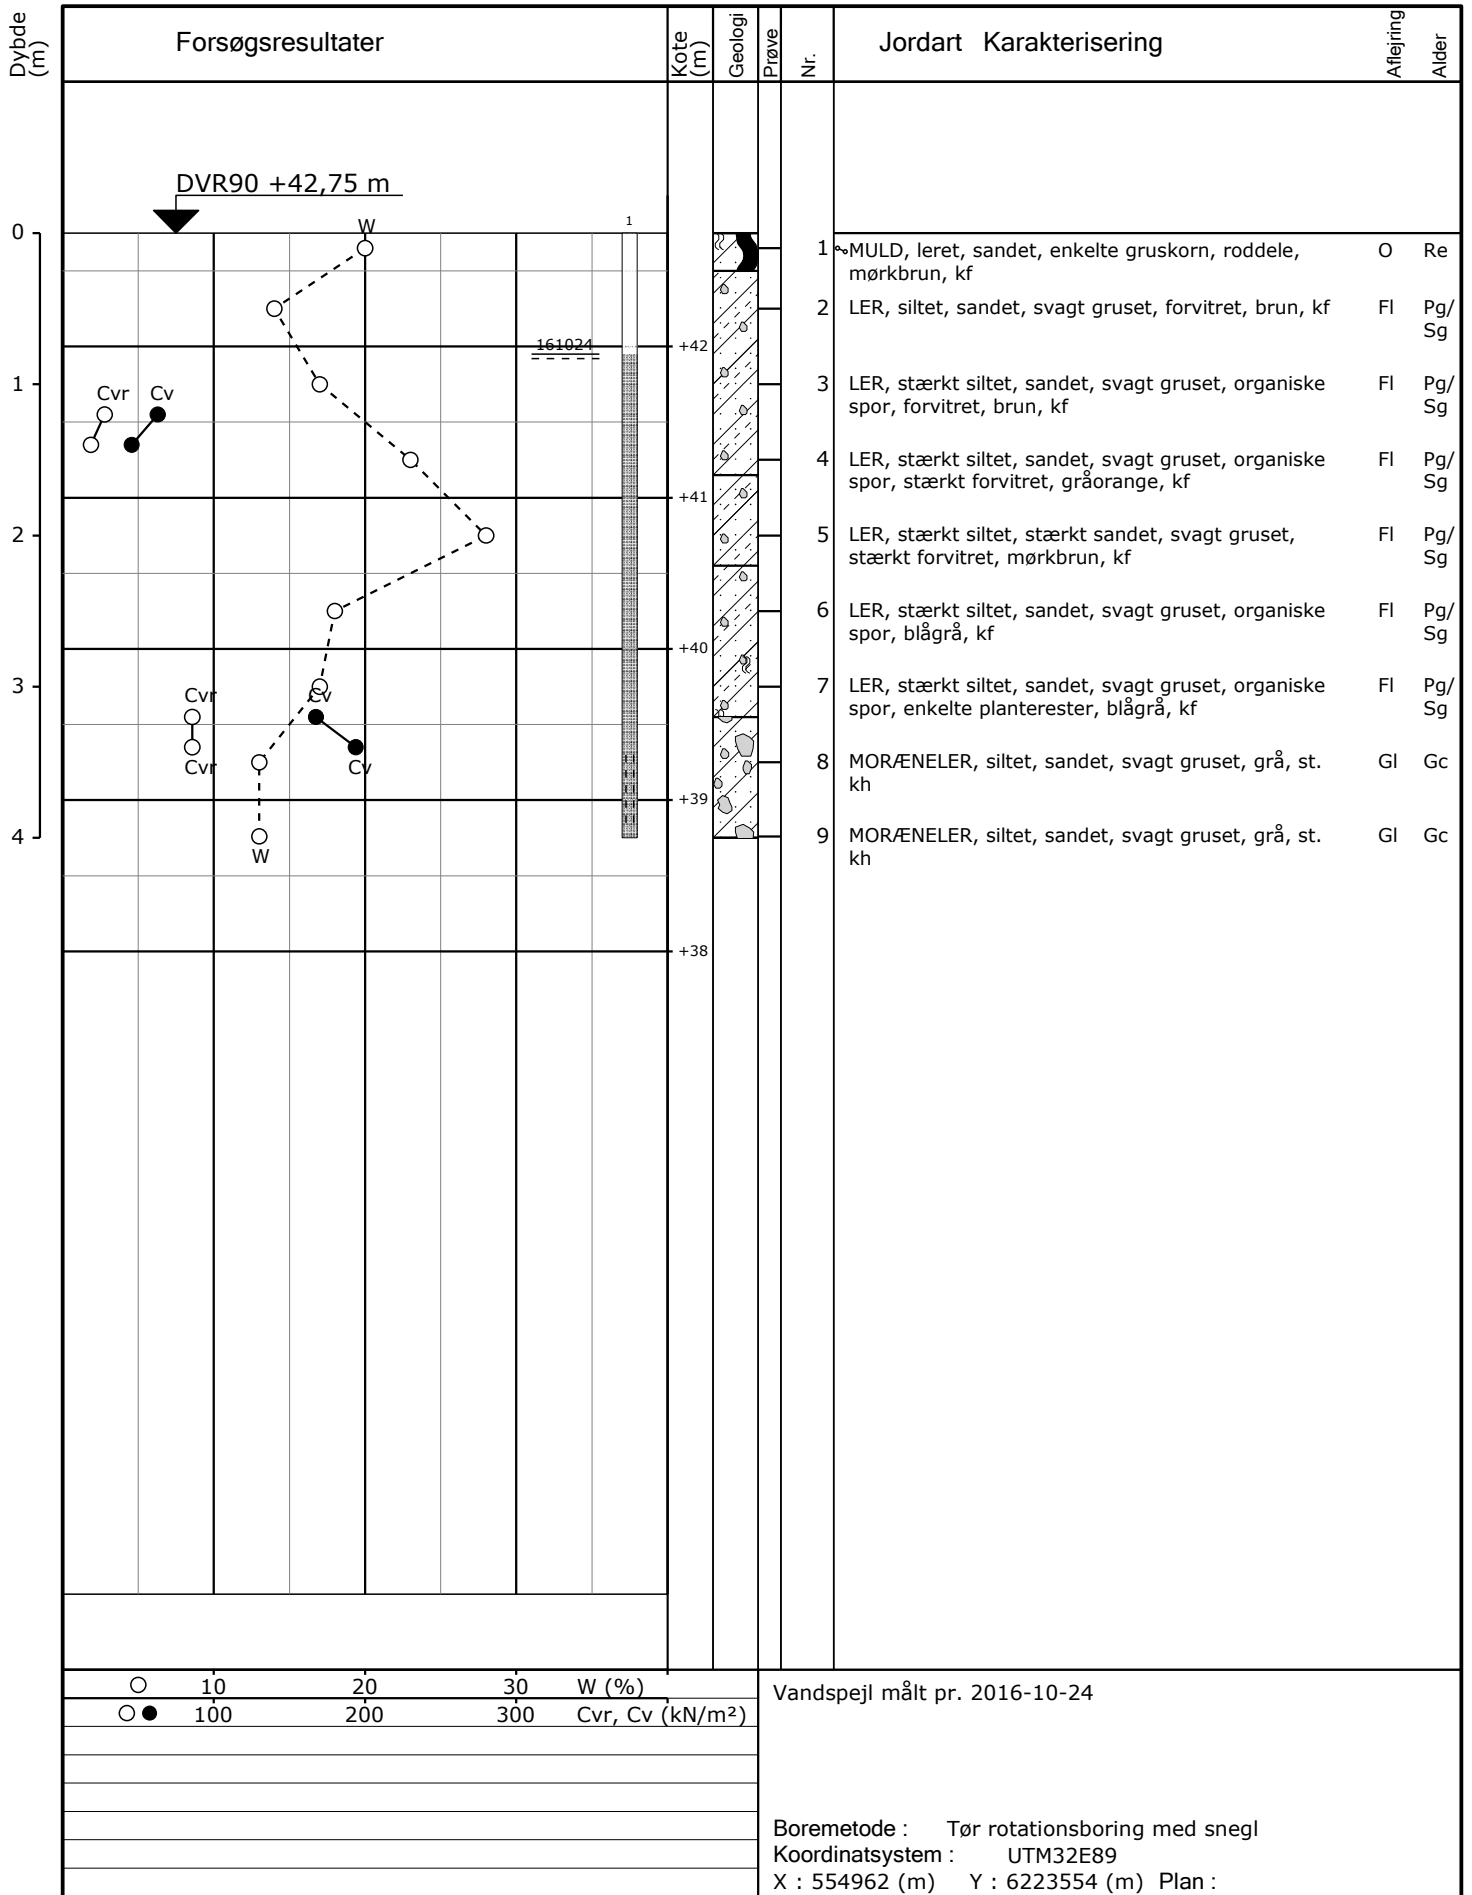 Dybde
(m)
Forsøgsresultater
Kote
(m)
Geologi
Prøve
Nr.
Jordart Karakterisering
Aflejring
Alder
DVR90 +42,75 m
W
1
0
1 MULD, leret, sandet, enkelte gruskorn, roddele, O Re
mørkbrun, kf
2 LER, siltet, sandet, svagt gruset, forvitret, brun, kf Fl Pg/
Sg
161024
+42
1
Cvr Cv
3 LER, stærkt siltet, sandet, svagt gruset, organiske Fl Pg/
spor, forvitret, brun, kf Sg
4 LER, stærkt siltet, sandet, svagt gruset, organiske Fl Pg/
spor, stærkt forvitret, gråorange, kf Sg
+41
2
5 LER, stærkt siltet, stærkt sandet, svagt gruset, Fl Pg/
stærkt forvitret, mørkbrun, kf Sg
6 LER, stærkt siltet, sandet, svagt gruset, organiske Fl Pg/
spor, blågrå, kf Sg
+40
3
Cvr Cv
7 LER, stærkt siltet, sandet, svagt gruset, organiske Fl Pg/
spor, enkelte planterester, blågrå, kf Sg
Cvr Cv
8 MORÆNELER, siltet, sandet, svagt gruset, grå, st. Gl Gc
kh
+39
4
W
9 MORÆNELER, siltet, sandet, svagt gruset, grå, st. Gl Gc
kh
+38
10 20 30 W (%)
100 200 300 Cvr, Cv (kN/m²)
Vandspejl målt pr. 2016-10-24
Boremetode : Tør rotationsboring med snegl
Koordinatsystem : UTM32E89
X : 554962 (m) Y : 6223554 (m) Plan :